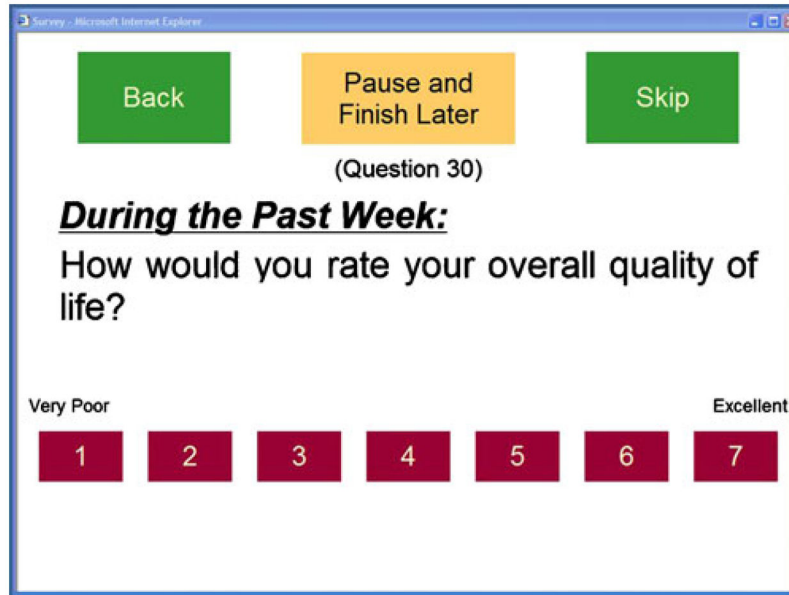 Survey - Microsoft Internet Explorer
Back
Pause and
Finish Later
Skip
(Question 30)
During the Past Week:
How would you rate your overall quality of
life?
Very Poor
Excellent
1 2 3 4 5 6 7